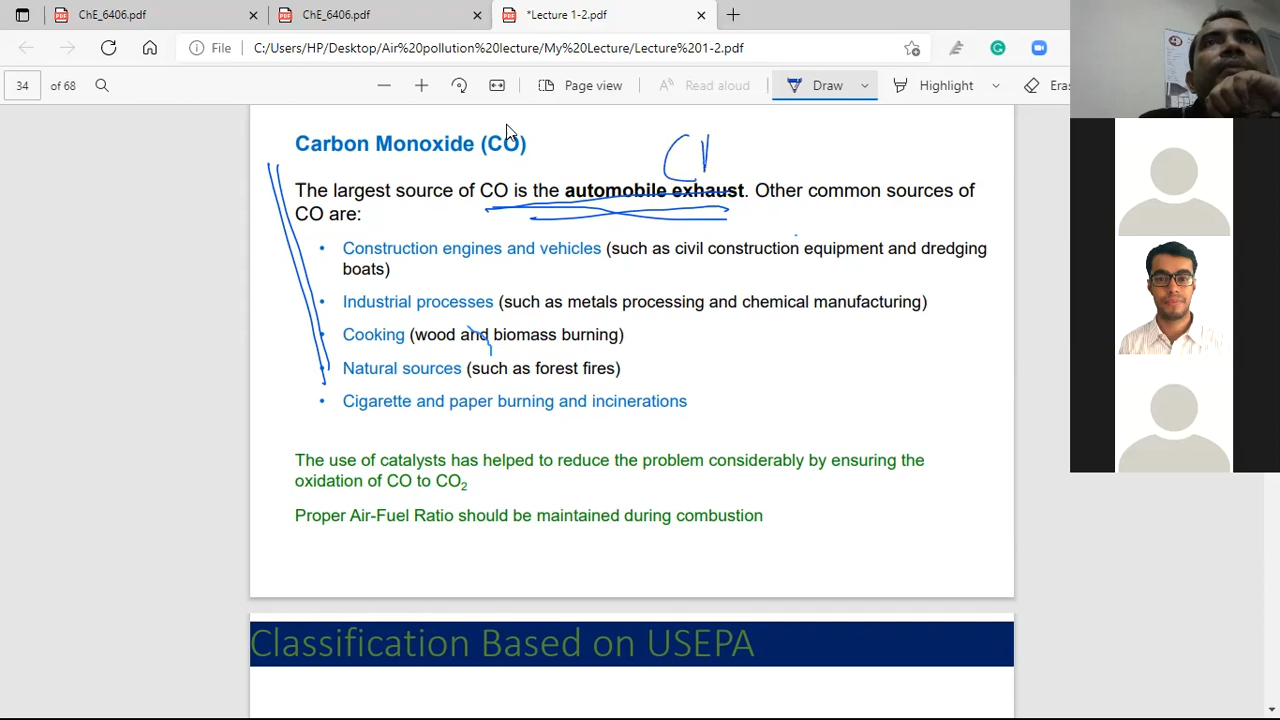 ChE_6406.pdf
ChE_6406.pdf
*Lecture 1-2.pdf
File
C:/Users/HP/Desktop/Air%20pollution%20lecture/My%20Lecture/Lecture%201-2.pdf
34 of 68
Page view
Read aloud
Draw
Highlight
Eras
Carbon Monoxide (CO)
The largest source of CO is the automobile exhaust. Other common sources of
CO are:
• Construction engines and vehicles (such as civil construction equipment and dredging
boats)
• Industrial processes (such as metals processing and chemical manufacturing)
• Cooking (wood and biomass burning)
• Natural sources (such as forest fires)
• Cigarette and paper burning and incinerations
The use of catalysts has helped to reduce the problem considerably by ensuring the
oxidation of CO to CO₂
Proper Air-Fuel Ratio should be maintained during combustion
Classification Based on USEPA